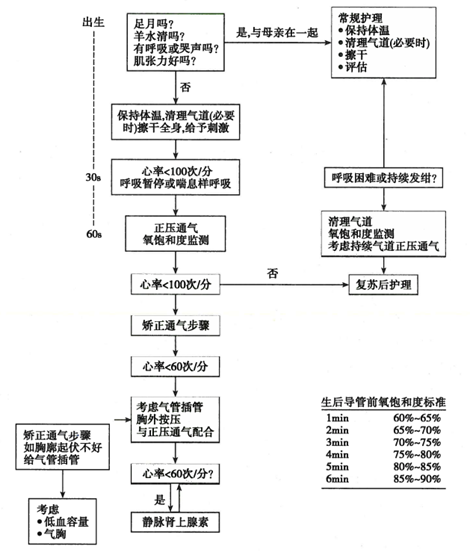 出生
足月吗?
羊水清吗?
有呼吸或哭声吗?
肌张力好吗?
是,与母亲在一起
常规护理
•保持体温
•清理气道(必要时)
•擦干
•评估
否
保持体温,清理气道(必要
时)擦干全身,给予刺激
30s
心率<100次/分
呼吸暂停或喘息样呼吸
呼吸困难或持续发绀?
60s
正压通气
氧饱和度监测
清理气道
氧饱和度监测
考虑持续气道正压通气
心率<100次/分
否
复苏后护理
矫正通气步骤
心率<60次/分
考虑气管插管
胸外按压
与正压通气配合
矫正通气步骤
如胸廓起伏不好
给气管插管
心率<60次/分?
是
静脉肾上腺素
考虑
•低血容量
•气胸
生后导管前氧饱和度标准
1min 60%~65%
2min 65%~70%
3min 70%~75%
4min 75%~80%
5min 80%~85%
6min 85%~90%